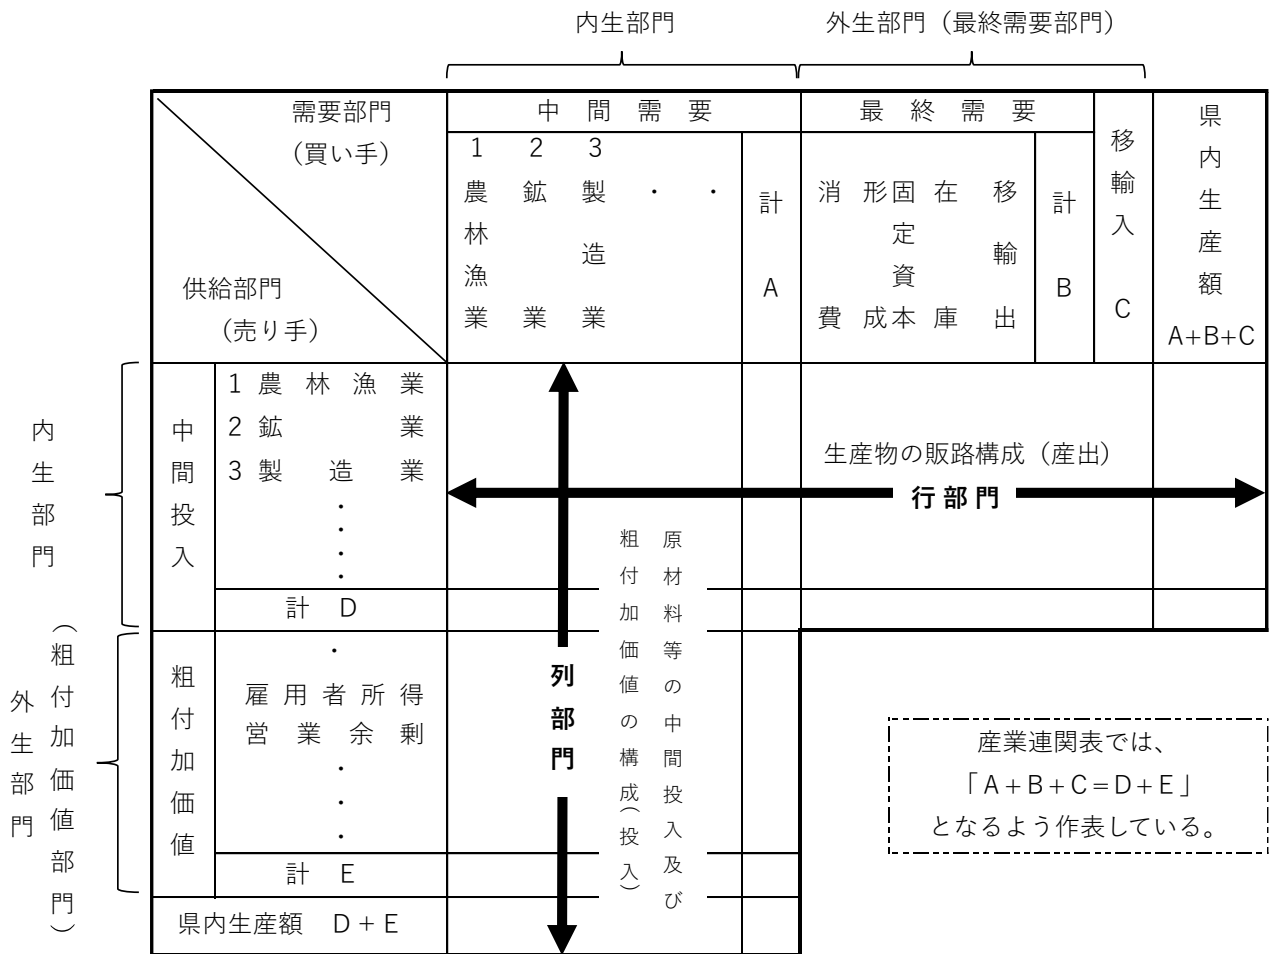 内生部門
外生部門（最終需要部門）
需要部門
（買い手）
供給部門
（売り手）
中間需要
1 農林漁業
2 鉱業
3 製造業
・
・
計 A
最終需要
消費
固定資本形成
在庫
移輸出
計 B
移輸入 C
県内生産額
A+B+C
内生部門
中間投入
1 農林漁業
2 鉱業
3 製造業
・
・
・
・
計 D
生産物の販路構成（産出）
行部門
列部門
原材料等の中間投入及び
粗付加価値の構成（投入）
外生部門
（粗付加価値部門）
粗付加価値
・
雇用者所得
営業余剰
・
・
・
計 E
県内生産額 D+E
産業連関表では、
「A+B+C=D+E」
となるよう作表している。